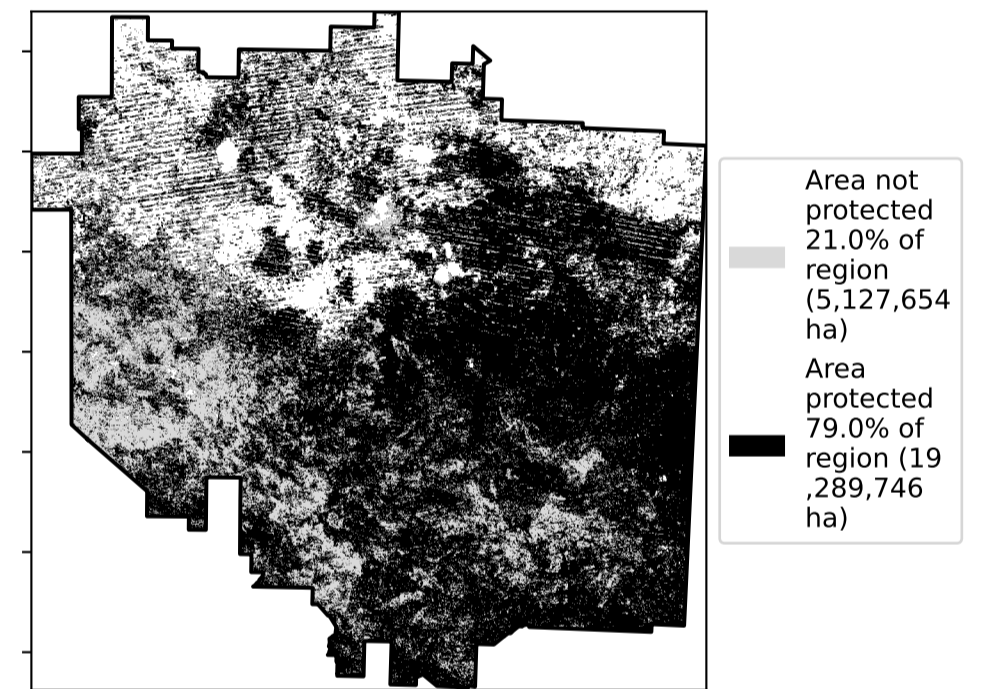 Area not
protected
21.0% of
region
(5,127,654
ha)
Area
protected
79.0% of
region (19
,289,746
ha)